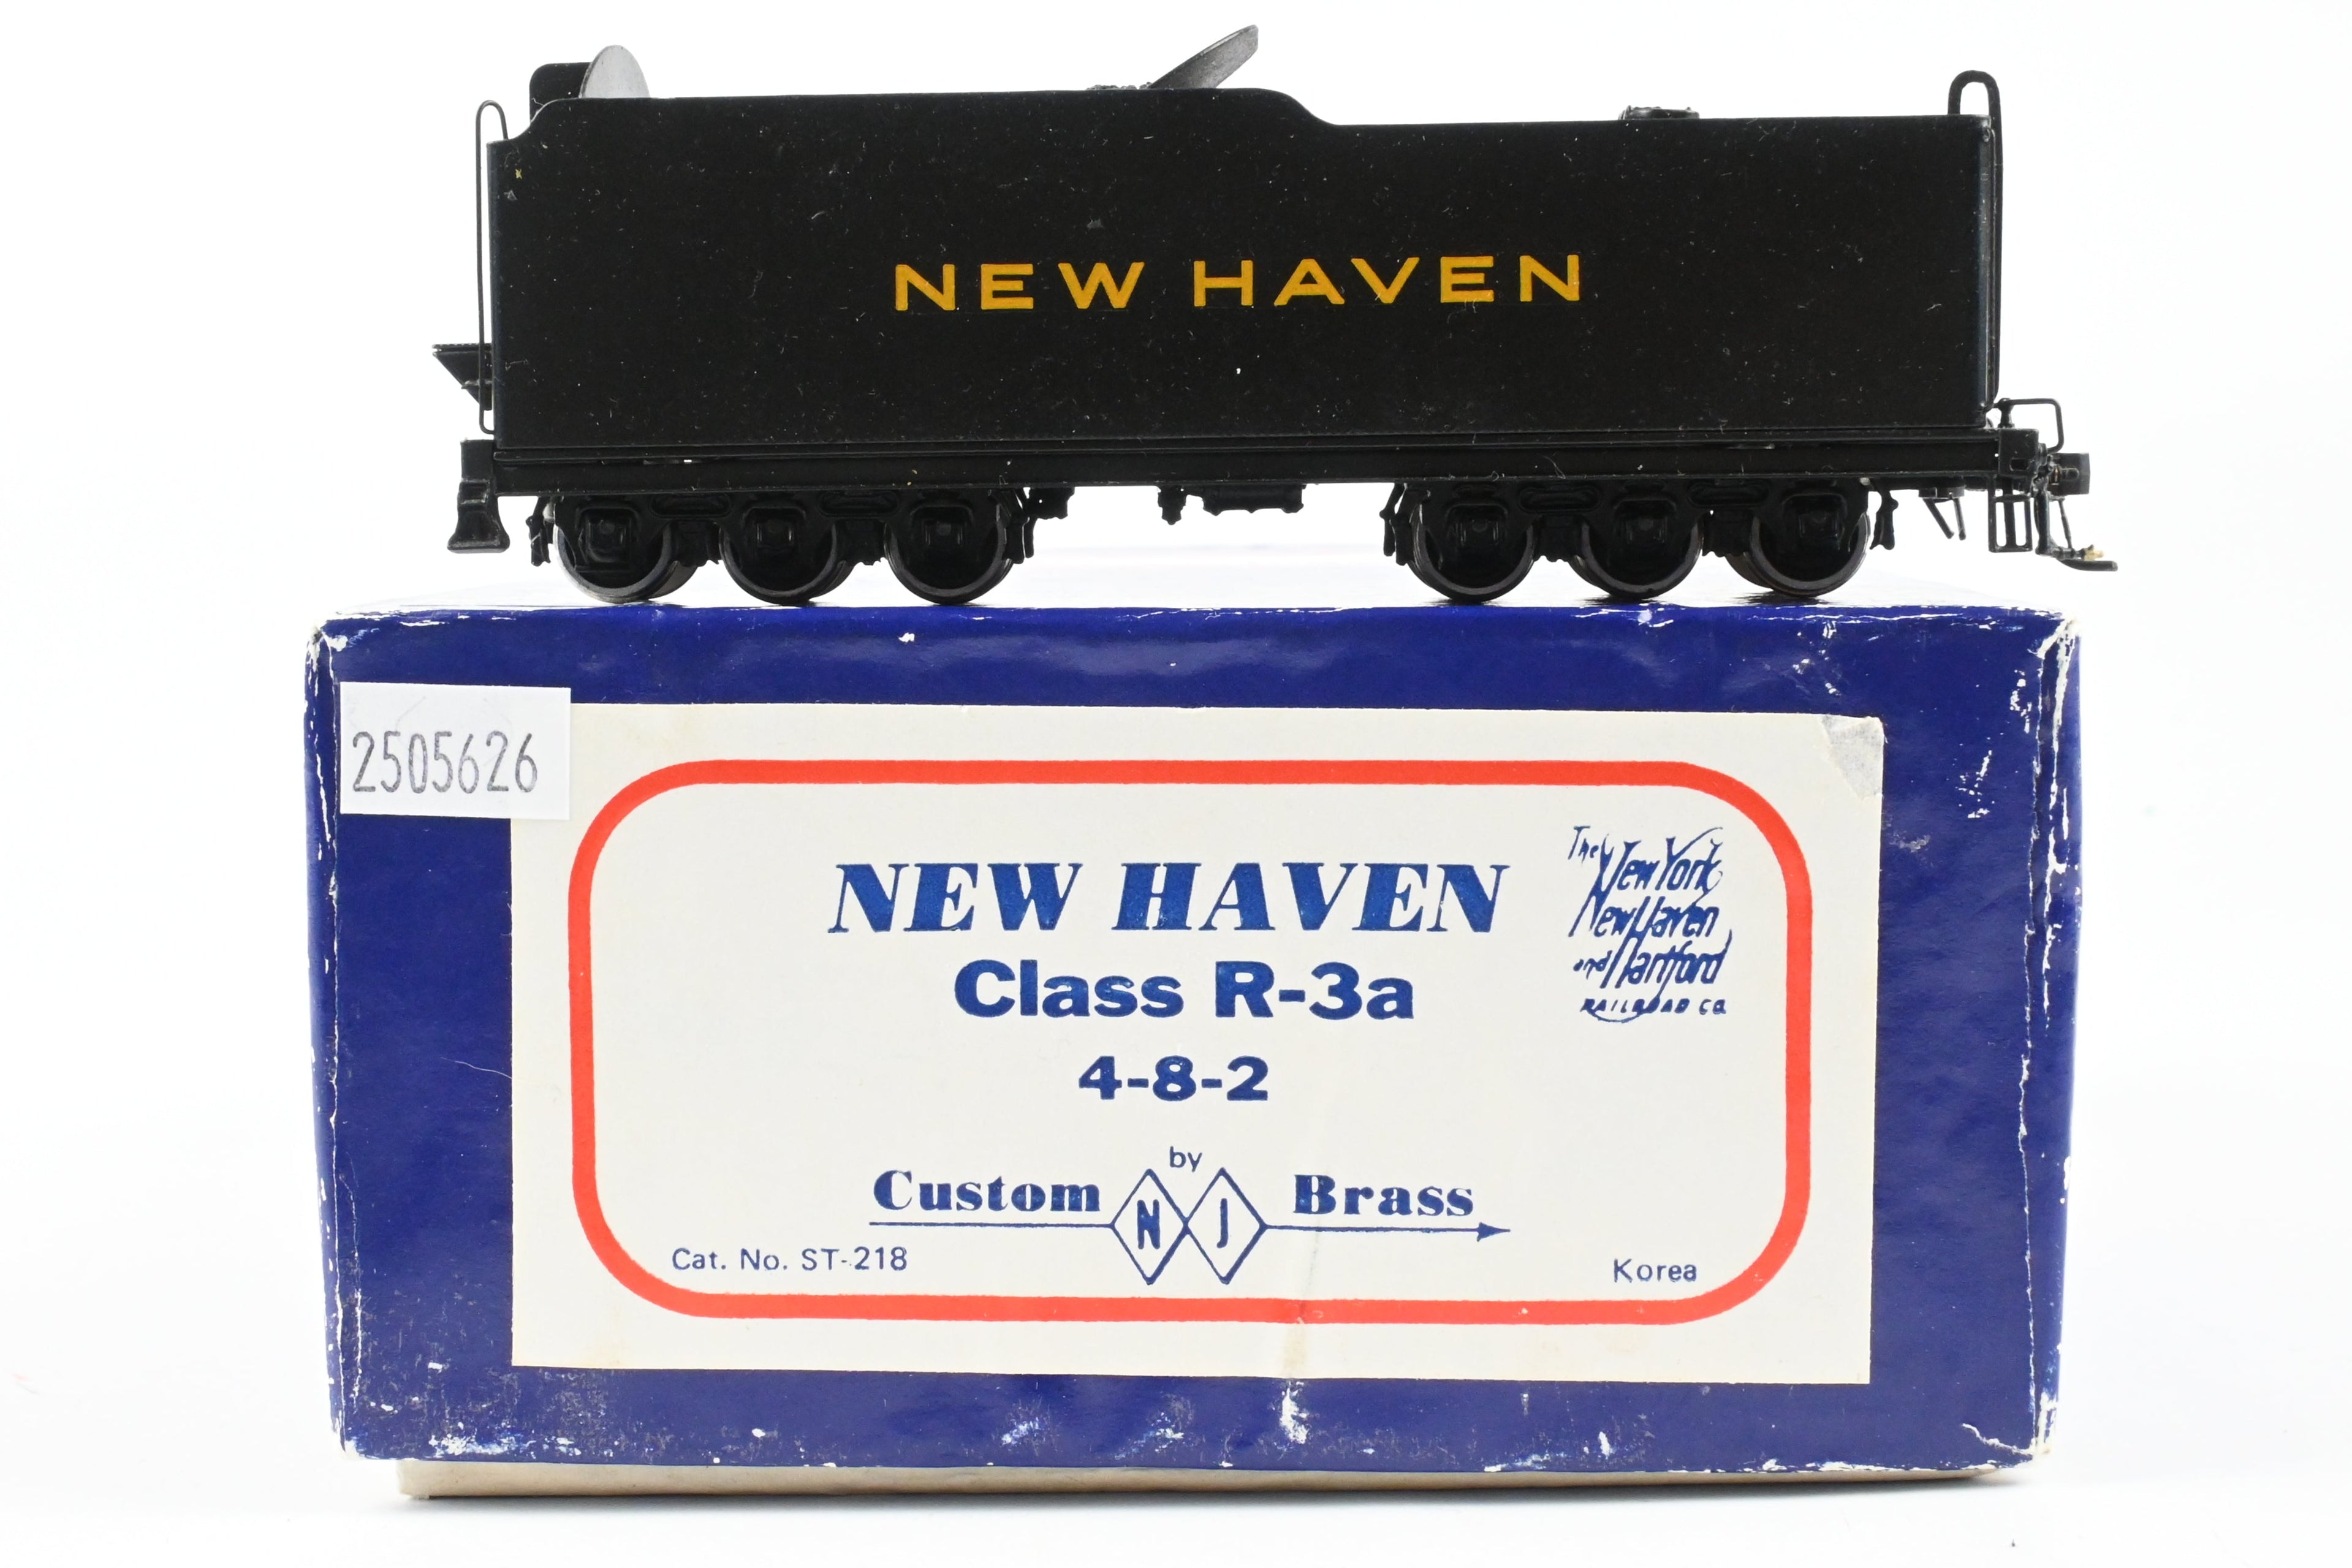 NEW HAVEN
2505626
NEW HAVEN
Class R-3a
4-8-2
The New York
New Haven
and Hartford
RAILROAD CO.
by
Custom NJ Brass
Cat. No. ST-218
Korea